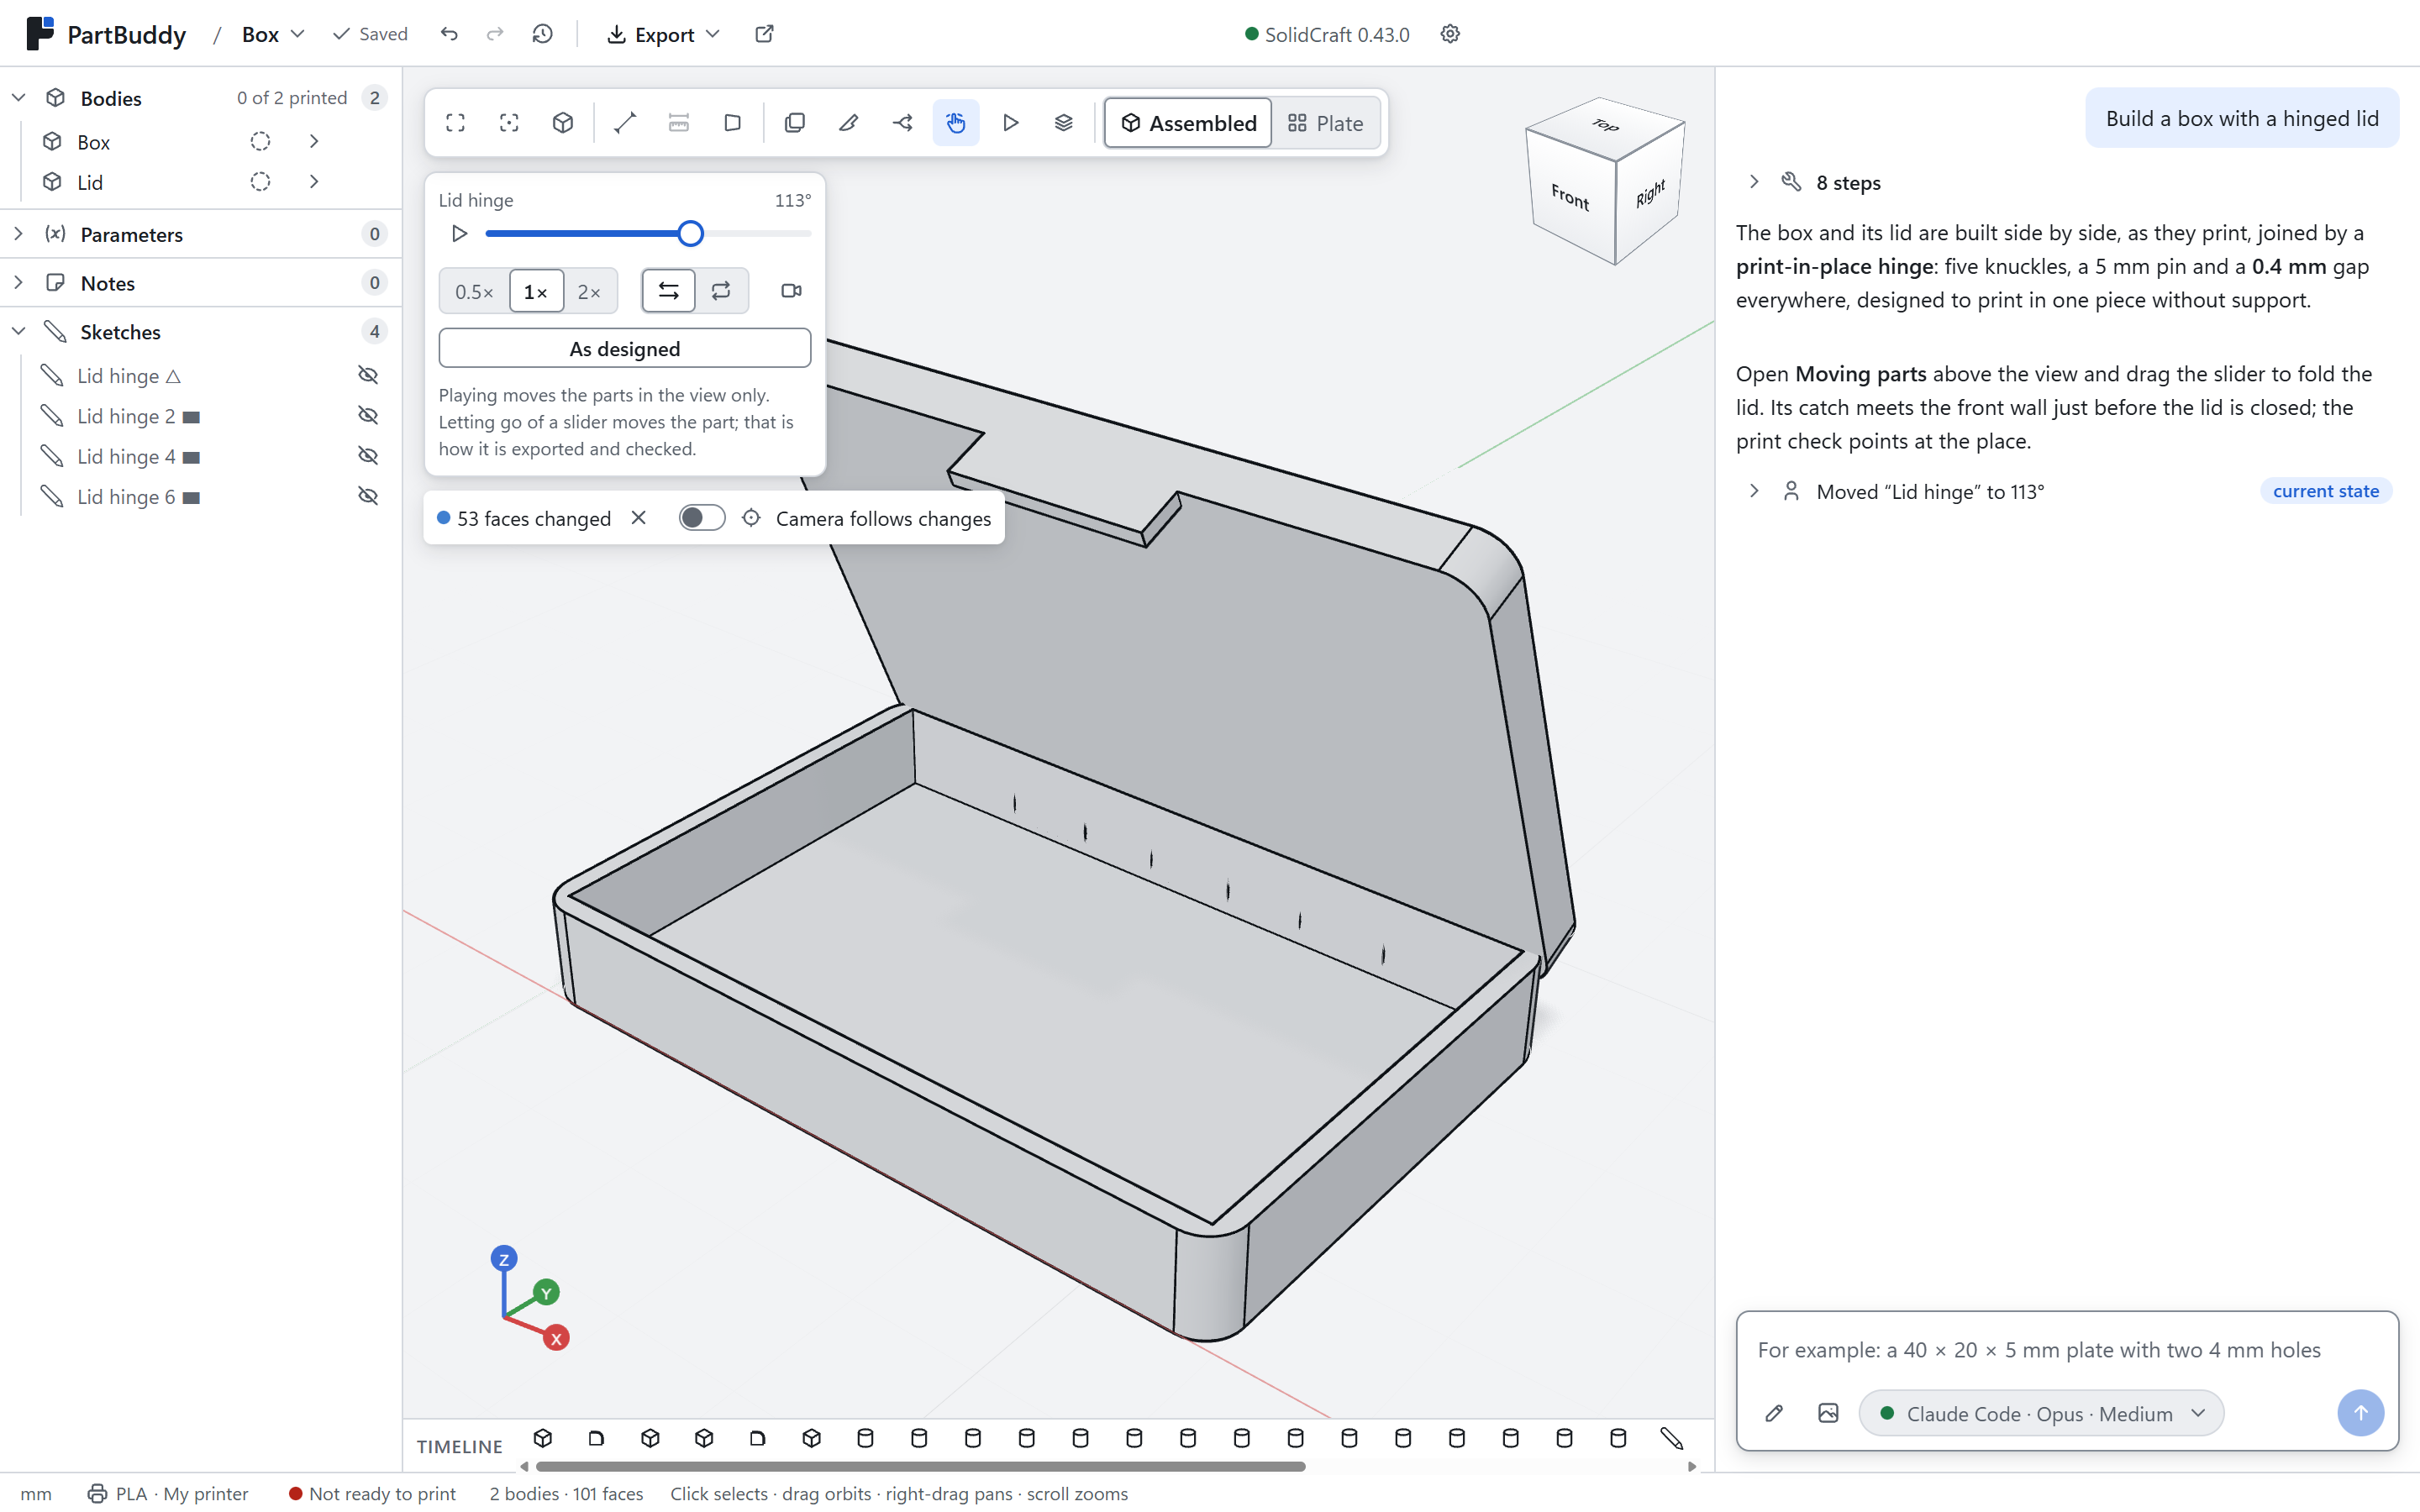 PartBuddy / Box Saved Export SolidCraft 0.43.0
Bodies 0 of 2 printed 2
Box
Lid
Parameters 0
Notes 0
Sketches 4
Lid hinge
Lid hinge 2
Lid hinge 4
Lid hinge 6
Assembled Plate
Lid hinge 113°
0.5× 1× 2×
As designed
Playing moves the parts in the view only.
Letting go of a slider moves the part; that is
how it is exported and checked.
53 faces changed Camera follows changes
Top
Front Right
Z
Y
X
TIMELINE
Build a box with a hinged lid
8 steps
The box and its lid are built side by side, as they print, joined by a
print-in-place hinge: five knuckles, a 5 mm pin and a 0.4 mm gap
everywhere, designed to print in one piece without support.
Open Moving parts above the view and drag the slider to fold the
lid. Its catch meets the front wall just before the lid is closed; the
print check points at the place.
Moved “Lid hinge” to 113° current state
For example: a 40 × 20 × 5 mm plate with two 4 mm holes
Claude Code · Opus · Medium
mm PLA · My printer Not ready to print 2 bodies · 101 faces Click selects · drag orbits · right-drag pans · scroll zooms